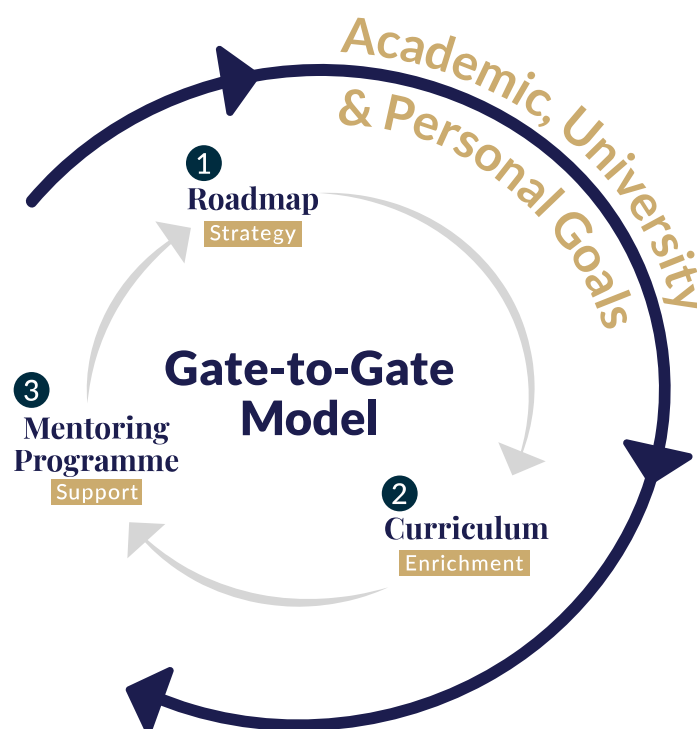 Academic, University
& Personal Goals
1
Roadmap
Strategy
Gate-to-Gate
Model
3
Mentoring
Programme
Support
2
Curriculum
Enrichment